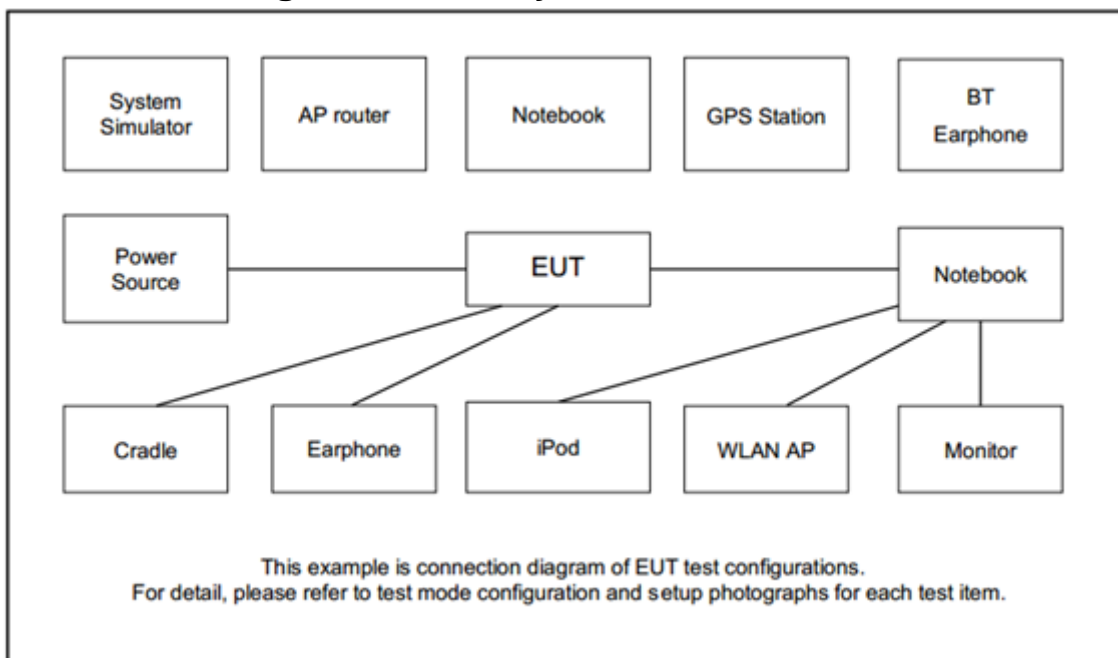 System
Simulator
AP router
Notebook
GPS Station
BT
Earphone
Power
Source
EUT
Notebook
Cradle
Earphone
iPod
WLAN AP
Monitor
This example is connection diagram of EUT test configurations.
For detail, please refer to test mode configuration and setup photographs for each test item.